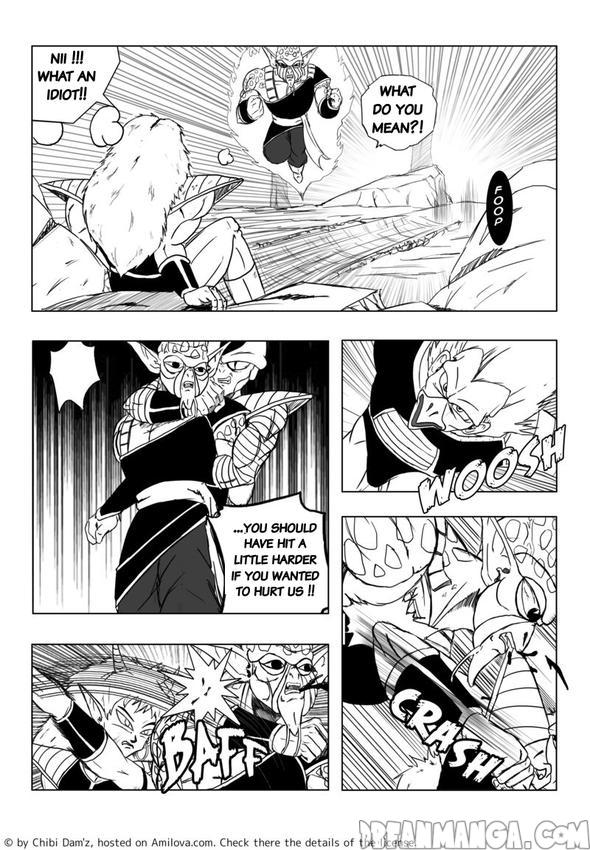 NII !!!
WHAT AN
IDIOT!!
WHAT
DO YOU
MEAN?!
FOOP
...YOU SHOULD
HAVE HIT A
LITTLE HARDER
IF YOU WANTED
TO HURT US !!
WOOSH
BAFF
CRASH!!!
© by Chibi Dam'z, hosted on Amilova.com. Check there the details of the license.
DREANMANGA.COM